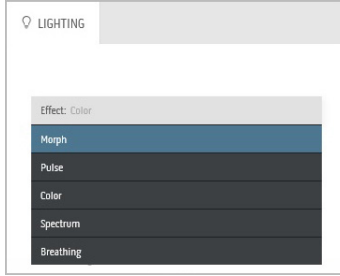 LIGHTING
Effect: Color
Morph
Pulse
Color
Spectrum
Breathing